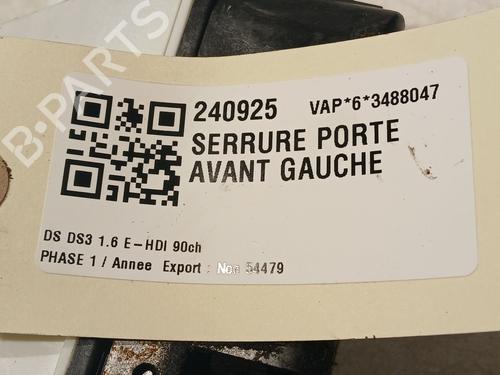 B-PARTS
240925 VAP*6*3488047
SERRURE PORTE
AVANT GAUCHE
DS DS3 1.6 E-HDI 90ch
PHASE 1 / Annee Export : Non 54479